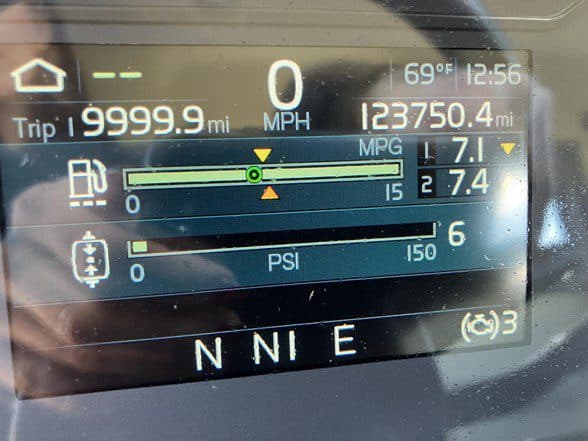 -- 0 69°F 12:56
Trip 1 9999.9 mi MPH 123750.4 mi
MPG 1 7.1
0 15 2 7.4
6
0 PSI 150
N N1 E 3